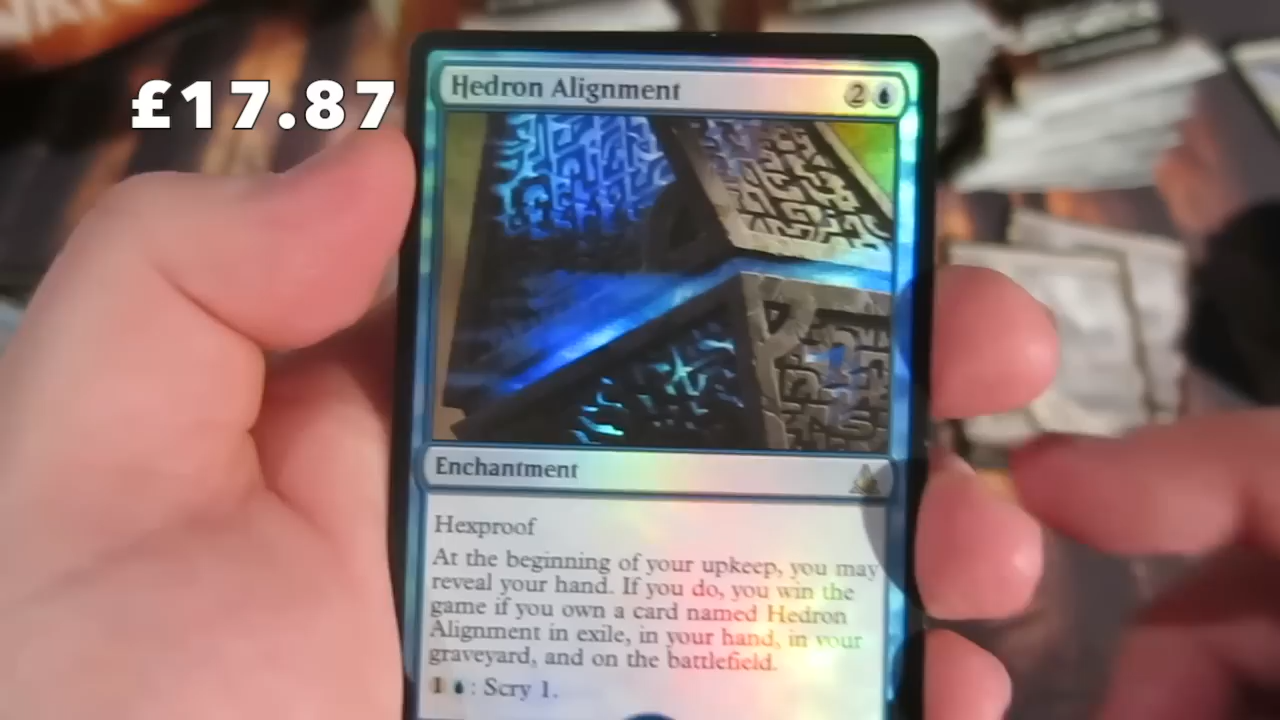 £17.87
Hedron Alignment 2
Enchantment
Hexproof
At the beginning of your upkeep, you may
reveal your hand. If you do, you win the
game if you own a card named Hedron
Alignment in exile, in your hand, in your
graveyard, and on the battlefield.
1 : Scry 1.